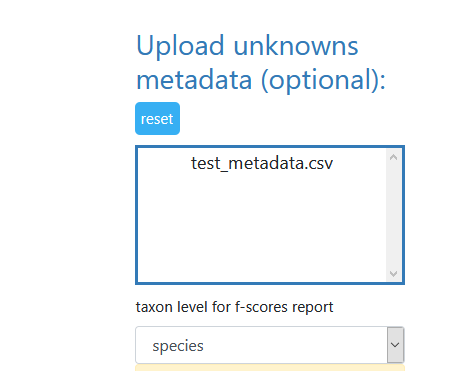 Upload unknowns
metadata (optional):
reset
test_metadata.csv
taxon level for f-scores report
species